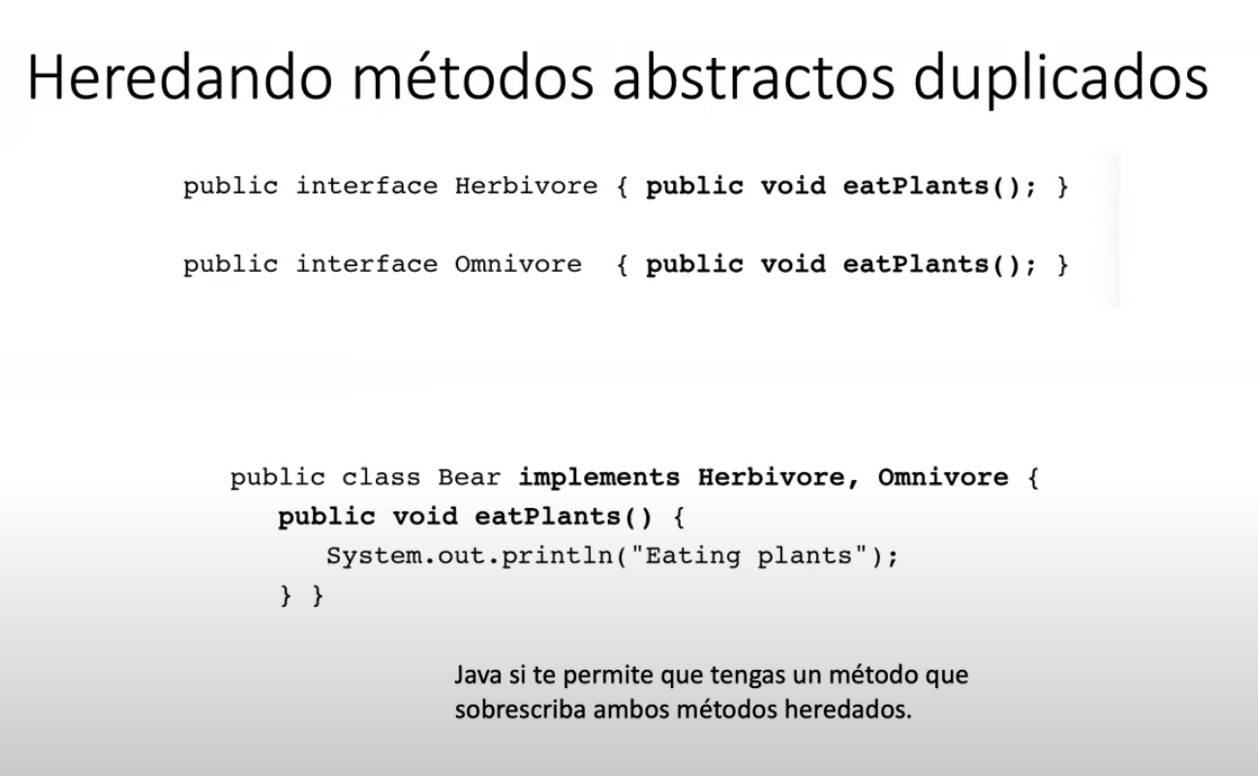 Heredando métodos abstractos duplicados
public interface Herbivore { public void eatPlants(); }
public interface Omnivore  { public void eatPlants(); }
public class Bear implements Herbivore, Omnivore {
public void eatPlants() {
System.out.println("Eating plants");
} }
Java si te permite que tengas un método que
sobrescriba ambos métodos heredados.